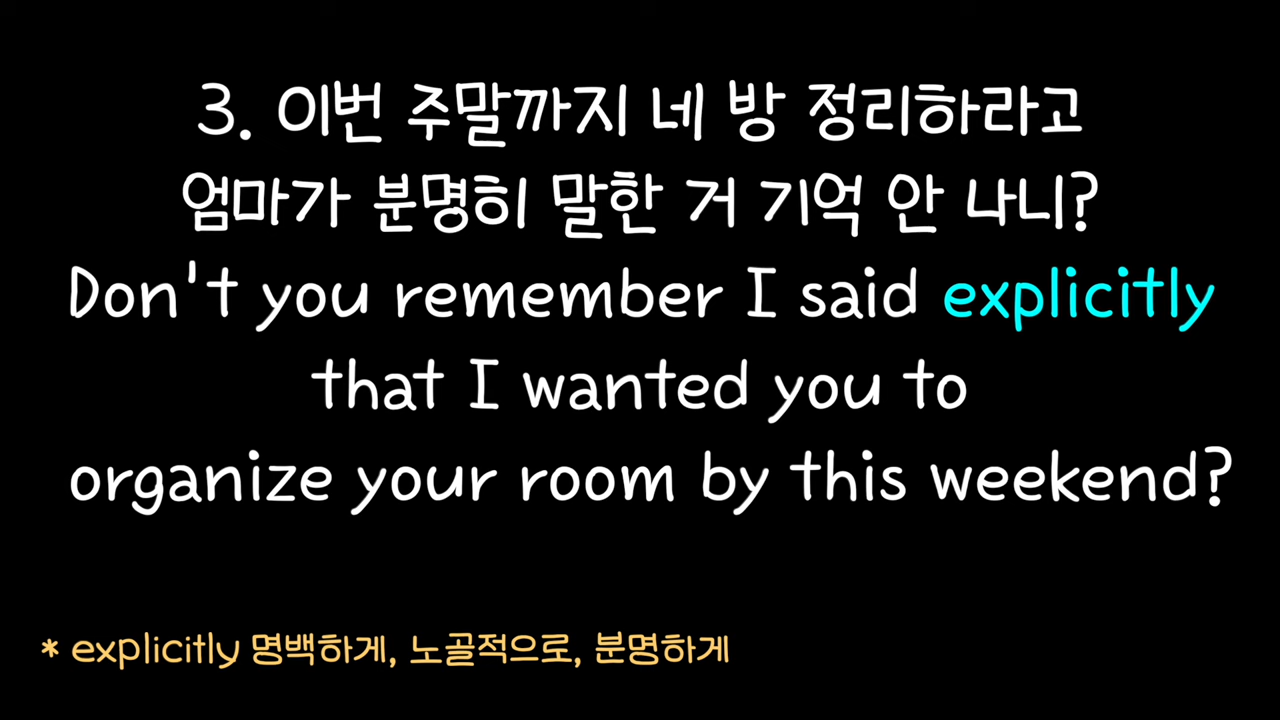 3. 이번 주말까지 네 방 정리하라고
엄마가 분명히 말한 거 기억 안 나니?
Don't you remember I said explicitly
that I wanted you to
organize your room by this weekend?
* explicitly 명백하게, 노골적으로, 분명하게